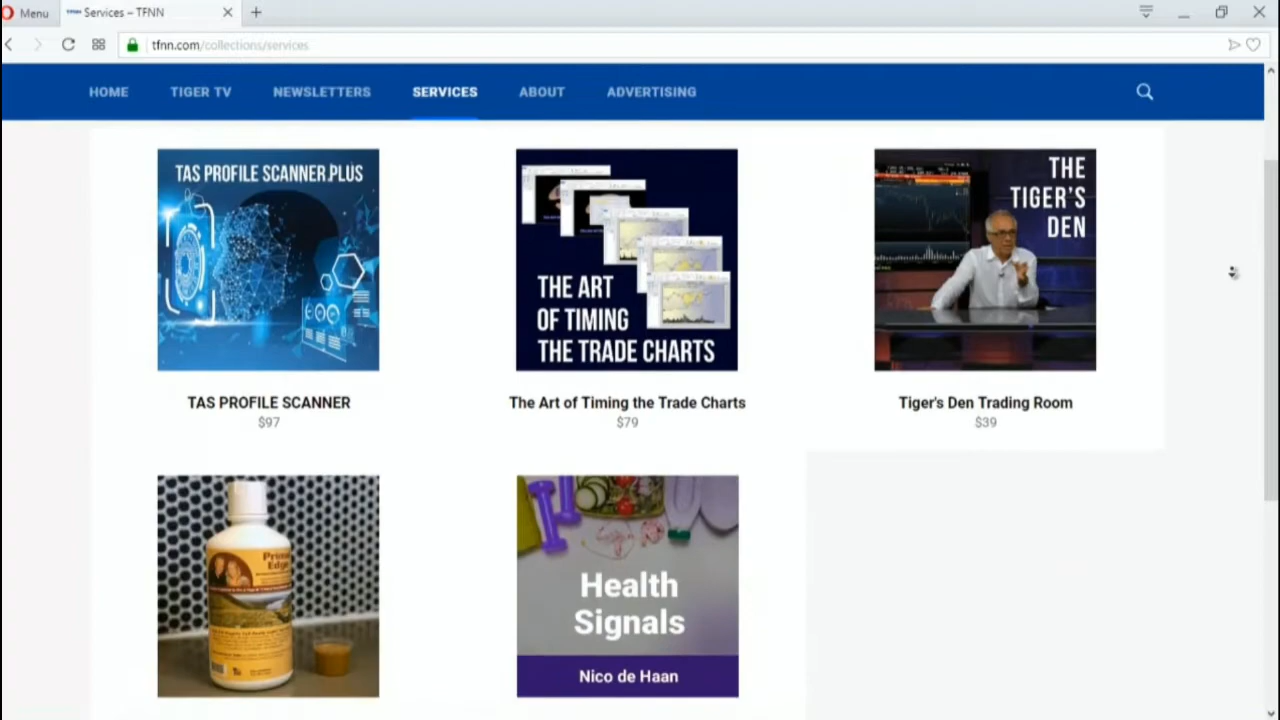 Menu
Services – TFNN
tfnn.com/collections/services
HOME TIGER TV NEWSLETTERS SERVICES ABOUT ADVERTISING
TAS PROFILE SCANNER PLUS
THE ART
OF TIMING
THE TRADE CHARTS
THE
TIGER'S
DEN
TAS PROFILE SCANNER
$97
The Art of Timing the Trade Charts
$79
Tiger's Den Trading Room
$39
Health
Signals
Nico de Haan